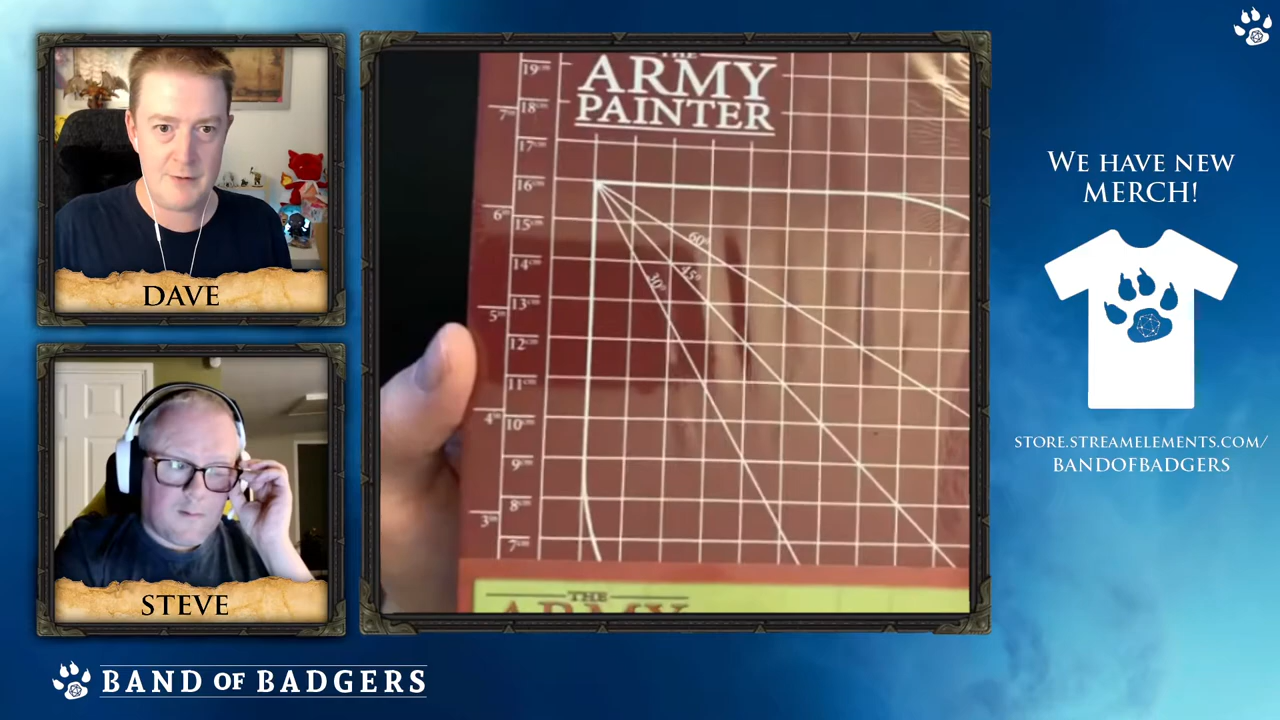 DAVE
STEVE
BAND OF BADGERS
THE
ARMY
PAINTER
19cm
18cm
7in
17cm
16cm
6in
15cm
14cm
13cm
5in
12cm
11cm
4in
10cm
9cm
8cm
3in
7cm
60°
45°
30°
THE
ARMY
WE HAVE NEW
MERCH!
STORE.STREAMELEMENTS.COM/
BANDOFBADGERS